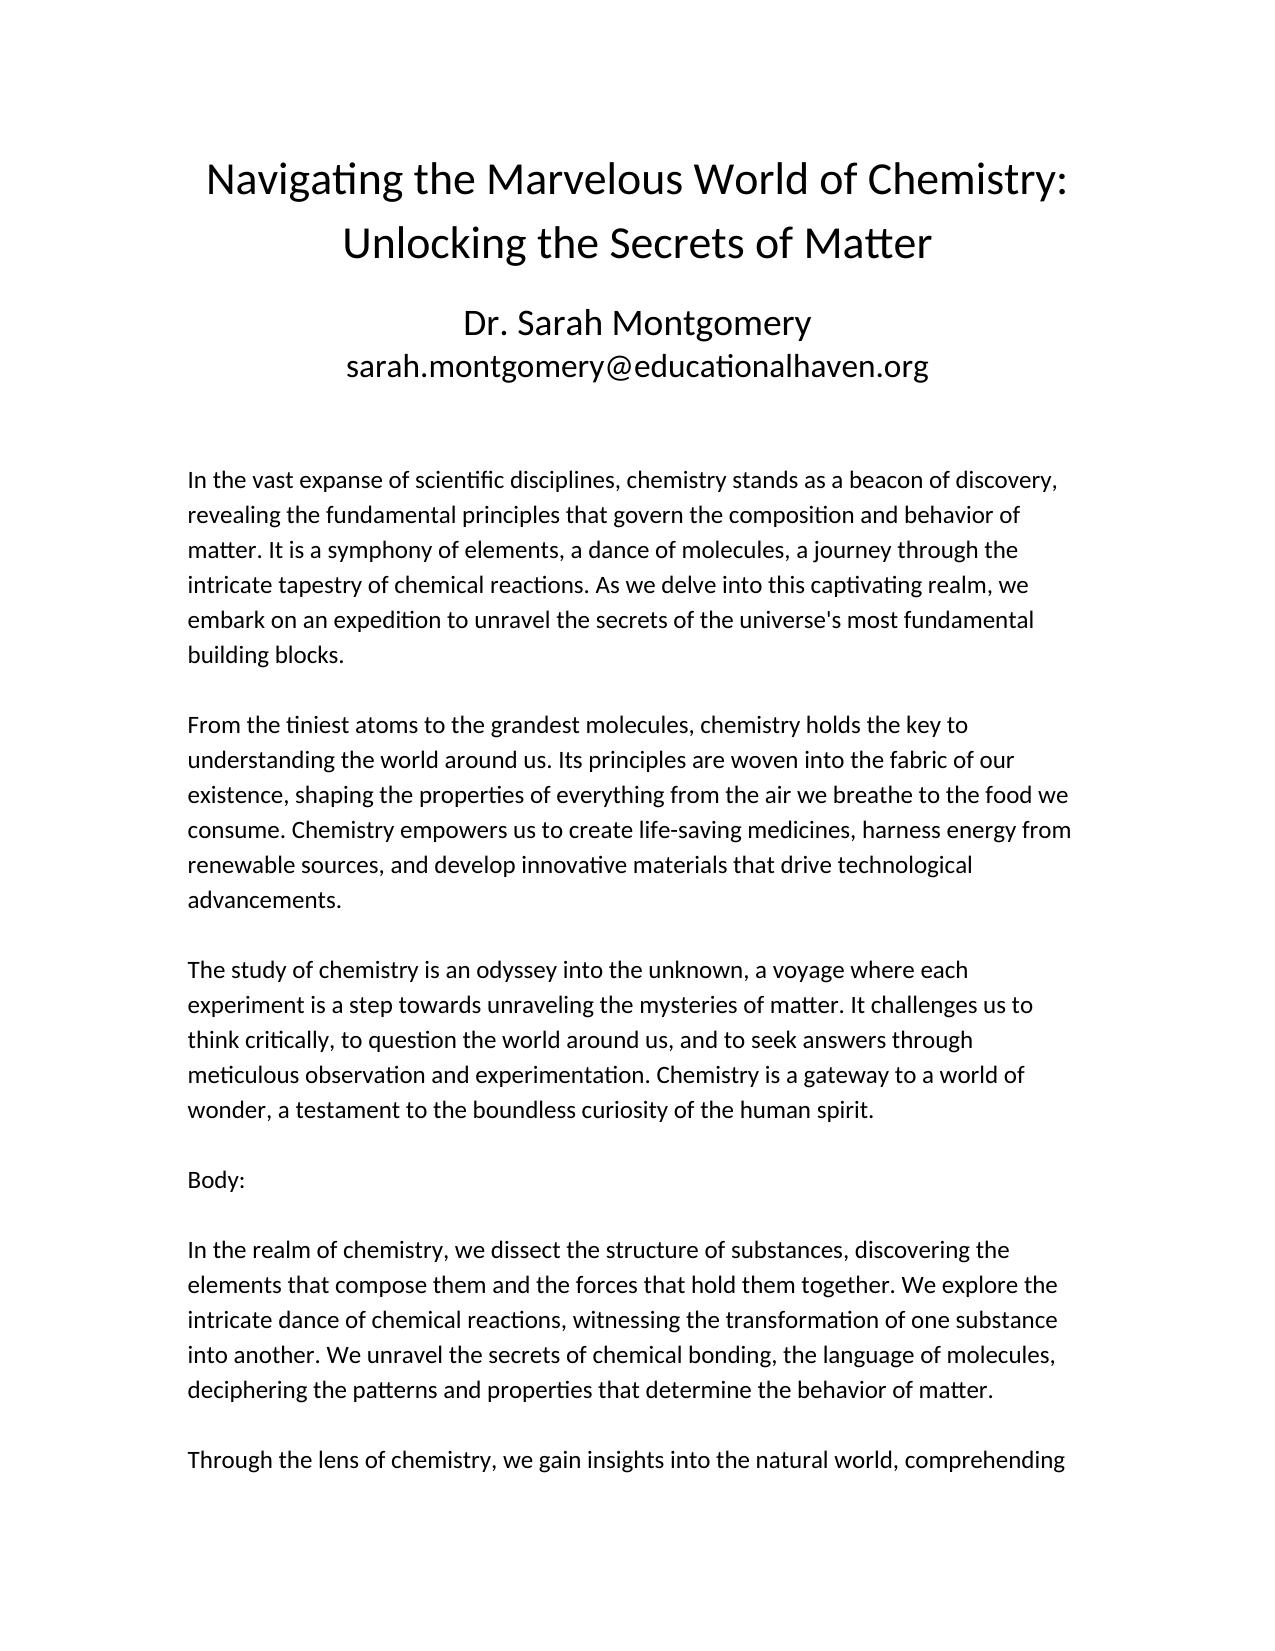 Navigating the Marvelous World of Chemistry:
Unlocking the Secrets of Matter
Dr. Sarah Montgomery
sarah.montgomery@educationalhaven.org
In the vast expanse of scientific disciplines, chemistry stands as a beacon of discovery,
revealing the fundamental principles that govern the composition and behavior of
matter. It is a symphony of elements, a dance of molecules, a journey through the
intricate tapestry of chemical reactions. As we delve into this captivating realm, we
embark on an expedition to unravel the secrets of the universe's most fundamental
building blocks.
From the tiniest atoms to the grandest molecules, chemistry holds the key to
understanding the world around us. Its principles are woven into the fabric of our
existence, shaping the properties of everything from the air we breathe to the food we
consume. Chemistry empowers us to create life-saving medicines, harness energy from
renewable sources, and develop innovative materials that drive technological
advancements.
The study of chemistry is an odyssey into the unknown, a voyage where each
experiment is a step towards unraveling the mysteries of matter. It challenges us to
think critically, to question the world around us, and to seek answers through
meticulous observation and experimentation. Chemistry is a gateway to a world of
wonder, a testament to the boundless curiosity of the human spirit.
Body:
In the realm of chemistry, we dissect the structure of substances, discovering the
elements that compose them and the forces that hold them together. We explore the
intricate dance of chemical reactions, witnessing the transformation of one substance
into another. We unravel the secrets of chemical bonding, the language of molecules,
deciphering the patterns and properties that determine the behavior of matter.
Through the lens of chemistry, we gain insights into the natural world, comprehending